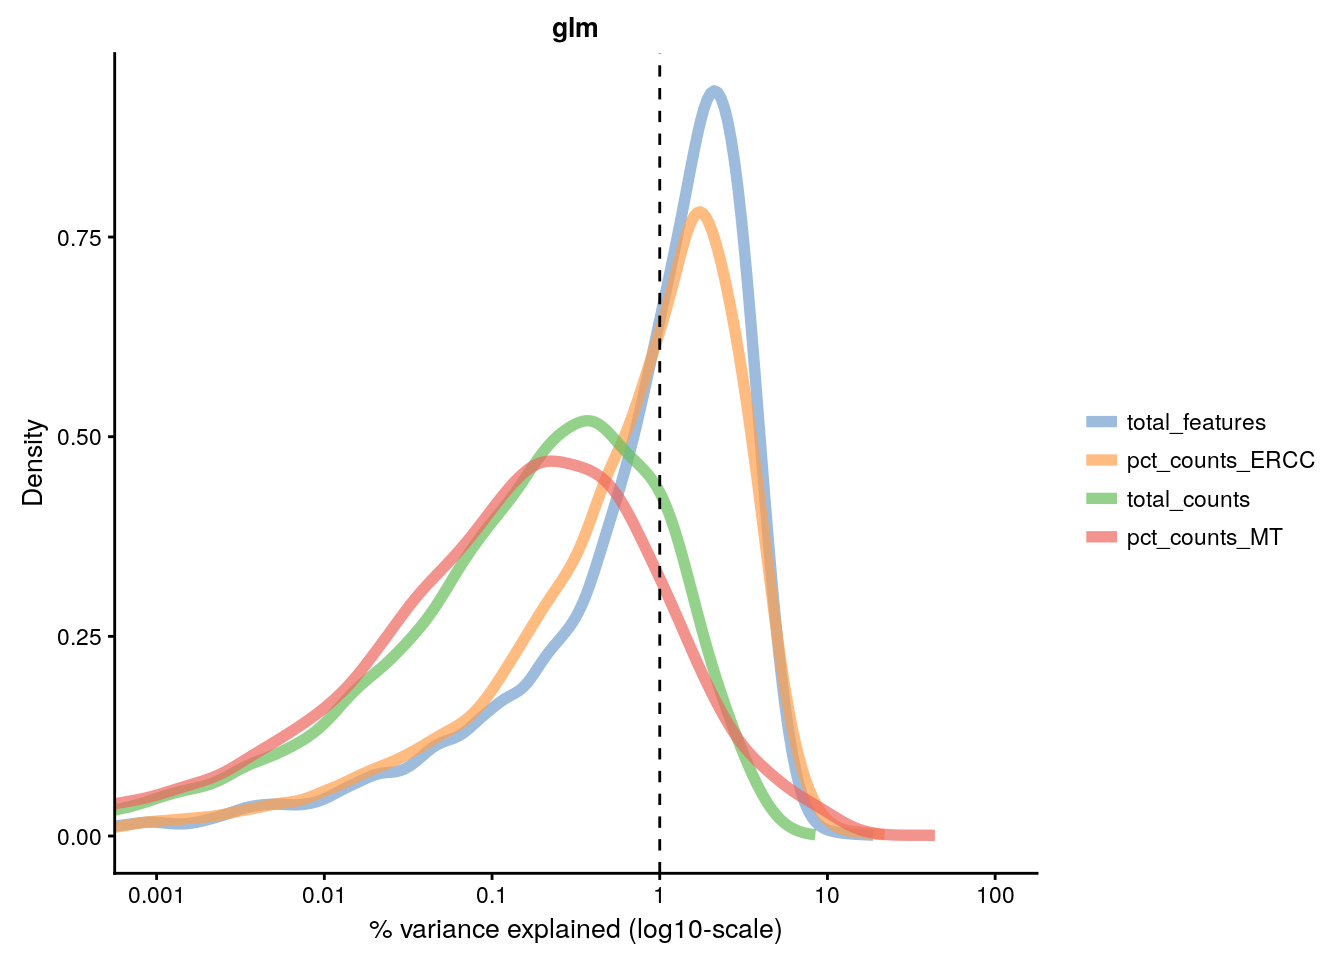 glm
Density
0.75
0.50
0.25
0.00
0.001
0.01
0.1
1
10
100
% variance explained (log10-scale)
total_features
pct_counts_ERCC
total_counts
pct_counts_MT